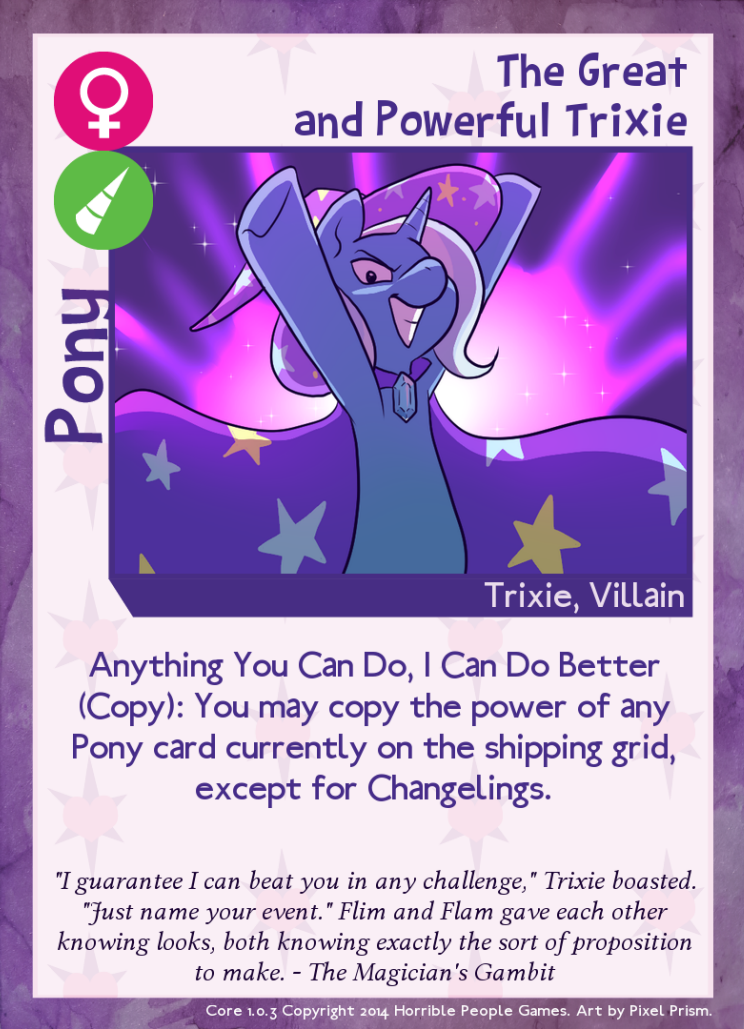 The Great
and Powerful Trixie
Pony
Trixie, Villain
Anything You Can Do, I Can Do Better
(Copy): You may copy the power of any
Pony card currently on the shipping grid,
except for Changelings.
"I guarantee I can beat you in any challenge," Trixie boasted.
"Just name your event." Flim and Flam gave each other
knowing looks, both knowing exactly the sort of proposition
to make. - The Magician's Gambit
Core 1.0.3 Copyright 2014 Horrible People Games. Art by Pixel Prism.